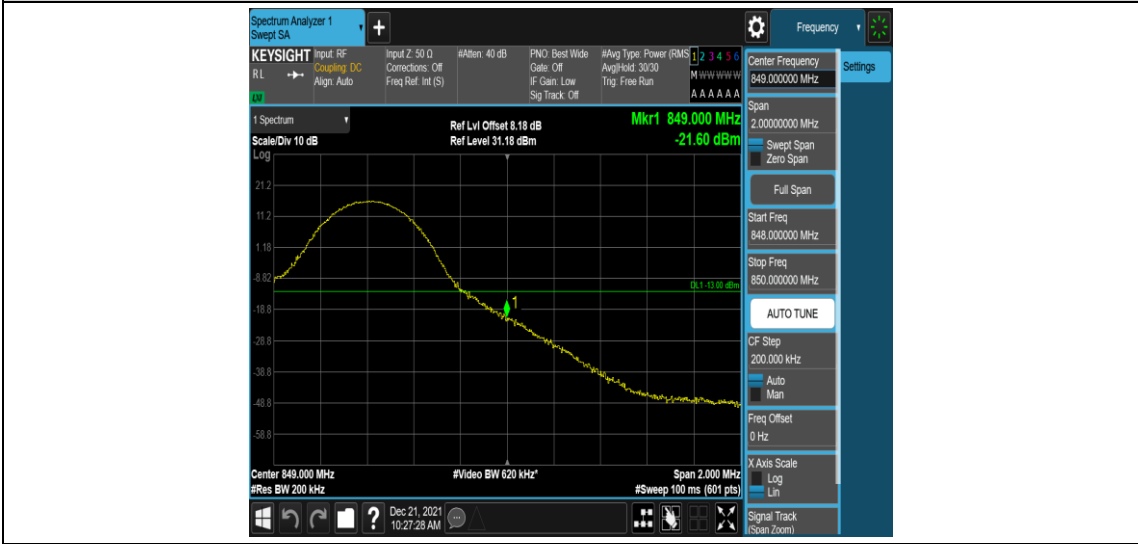 Spectrum Analyzer 1
Swept SA
Frequency
KEYSIGHT
RL
Input: RF
Coupling: DC
Align: Auto
Input Z: 50 Ω
Corrections: Off
Freq Ref: Int (S)
#Atten: 40 dB
PNO: Best Wide
Gate: Off
IF Gain: Low
Sig Track: Off
#Avg Type: Power (RMS
Avg|Hold: 30/30
Trig: Free Run
1 2 3 4 5 6
M W W W W W
A A A A A A
1 Spectrum
Scale/Div 10 dB
Log
Ref Lvl Offset 8.18 dB
Ref Level 31.18 dBm
Mkr1 849.000 MHz
-21.60 dBm
21.2
11.2
1.18
-8.82
-18.8
-28.8
-38.8
-48.8
-58.8
DL1 -13.00 dBm
1
Center 849.000 MHz
#Video BW 620 kHz*
Span 2.000 MHz
#Res BW 200 kHz
#Sweep 100 ms (601 pts)
Dec 21, 2021
10:27:28 AM
Center Frequency
849.000000 MHz
Settings
Span
2.00000000 MHz
Swept Span
Zero Span
Full Span
Start Freq
848.000000 MHz
Stop Freq
850.000000 MHz
AUTO TUNE
CF Step
200.000 kHz
Auto
Man
Freq Offset
0 Hz
X Axis Scale
Log
Lin
Signal Track
(Span Zoom)